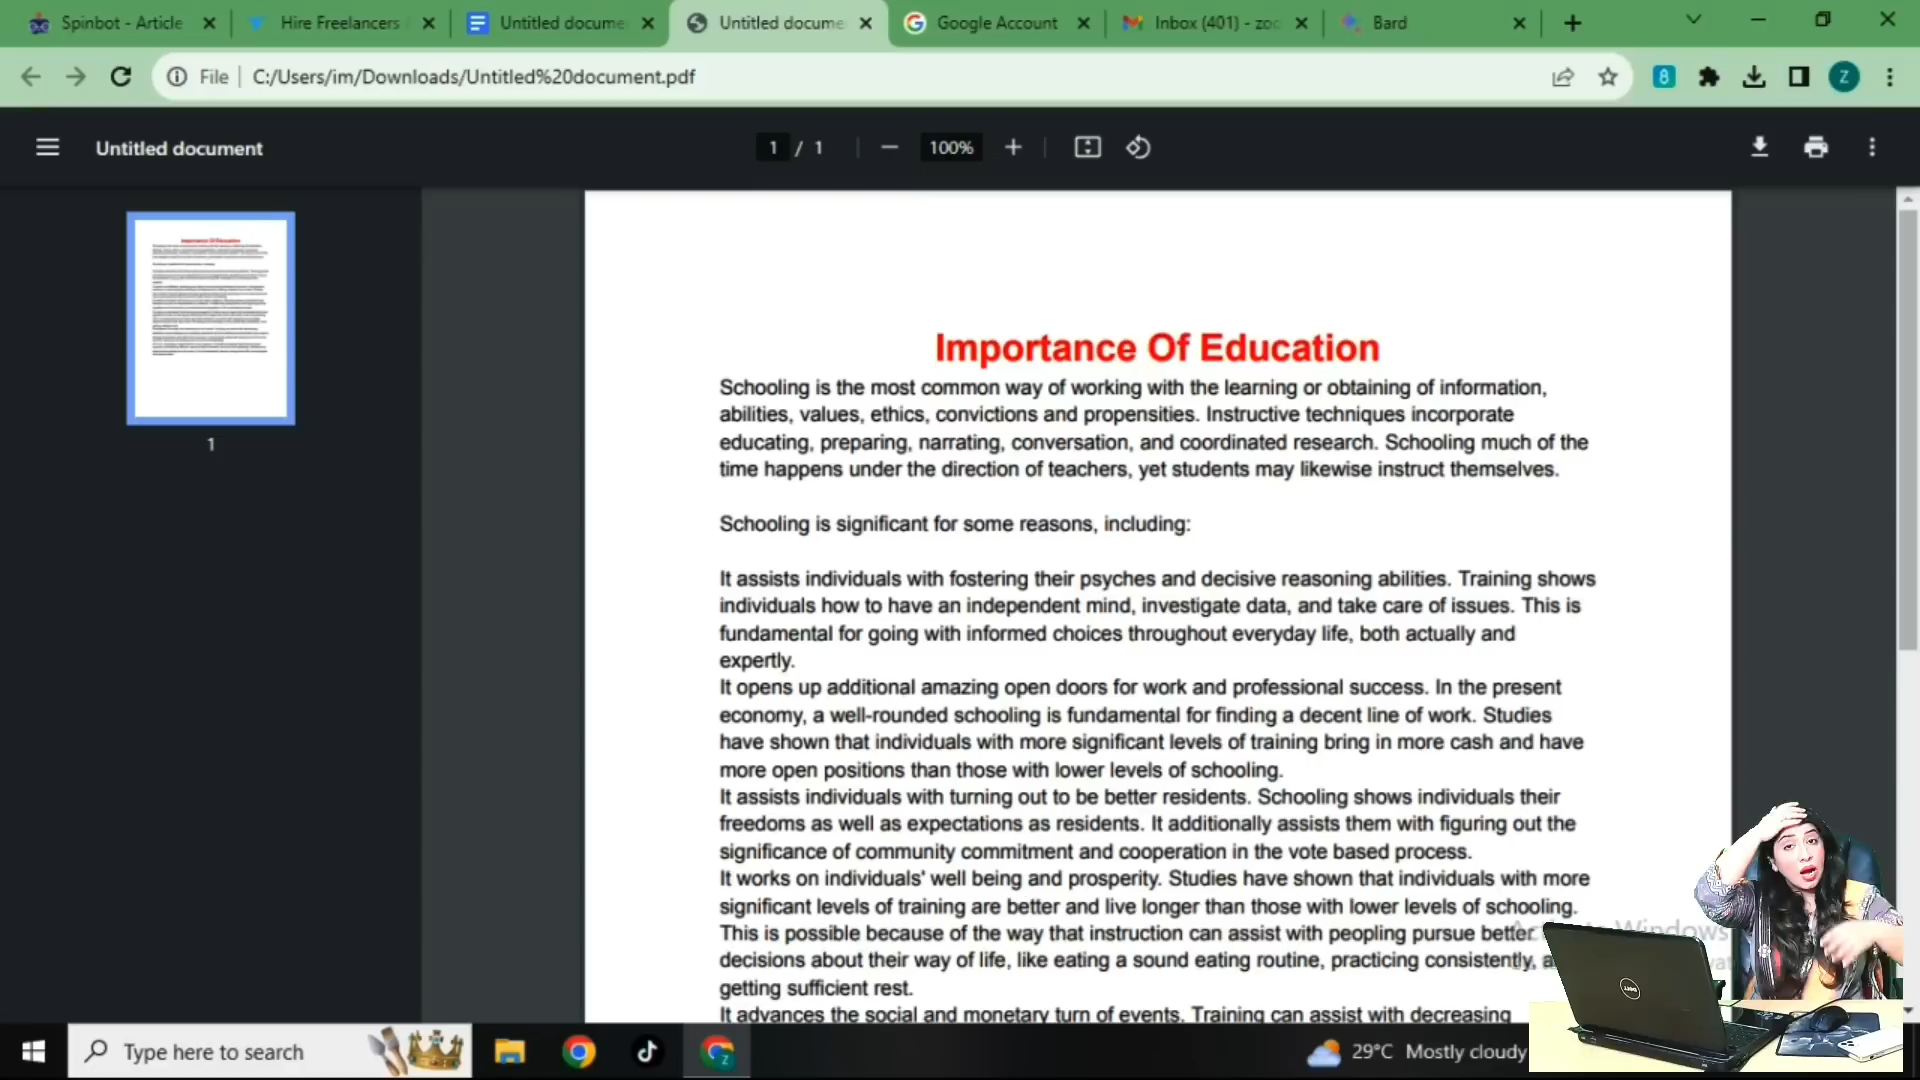 Spinbot - Article
Hire Freelancers
Untitled docume
Untitled docume
Google Account
Inbox (401) - zoo
Bard
File
C:/Users/im/Downloads/Untitled%20document.pdf
8
Z
Untitled document
1 / 1
100%
Importance Of Education
Schooling is the most common way of working with the learning or obtaining of information,
abilities, values, ethics, convictions and propensities. Instructive techniques incorporate
educating, preparing, narrating, conversation, and coordinated research. Schooling much of the
time happens under the direction of teachers, yet students may likewise instruct themselves.
Schooling is significant for some reasons, including:
It assists individuals with fostering their psyches and decisive reasoning abilities. Training shows
individuals how to have an independent mind, investigate data, and take care of issues. This is
fundamental for going with informed choices throughout everyday life, both actually and
expertly.
It opens up additional amazing open doors for work and professional success. In the present
economy, a well-rounded schooling is fundamental for finding a decent line of work. Studies
have shown that individuals with more significant levels of training bring in more cash and have
more open positions than those with lower levels of schooling.
It assists individuals with turning out to be better residents. Schooling shows individuals their
freedoms as well as expectations as residents. It additionally assists them with figuring out the
significance of community commitment and cooperation in the vote based process.
It works on individuals' well being and prosperity. Studies have shown that individuals with more
significant levels of training are better and live longer than those with lower levels of schooling.
This is possible because of the way that instruction can assist with peopling pursue better
decisions about their way of life, like eating a sound eating routine, practicing consistently,
getting sufficient rest.
It advances the social and monetary turn of events. Training can assist with decreasing
1
Windows
DELL
Type here to search
29°C Mostly cloudy